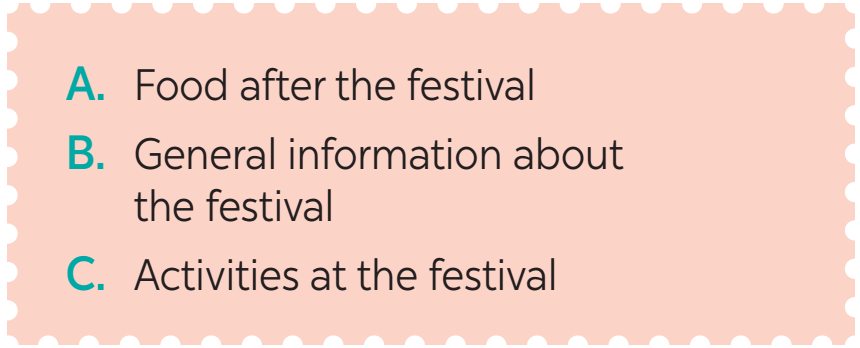 A. Food after the festival
B. General information about
the festival
C. Activities at the festival